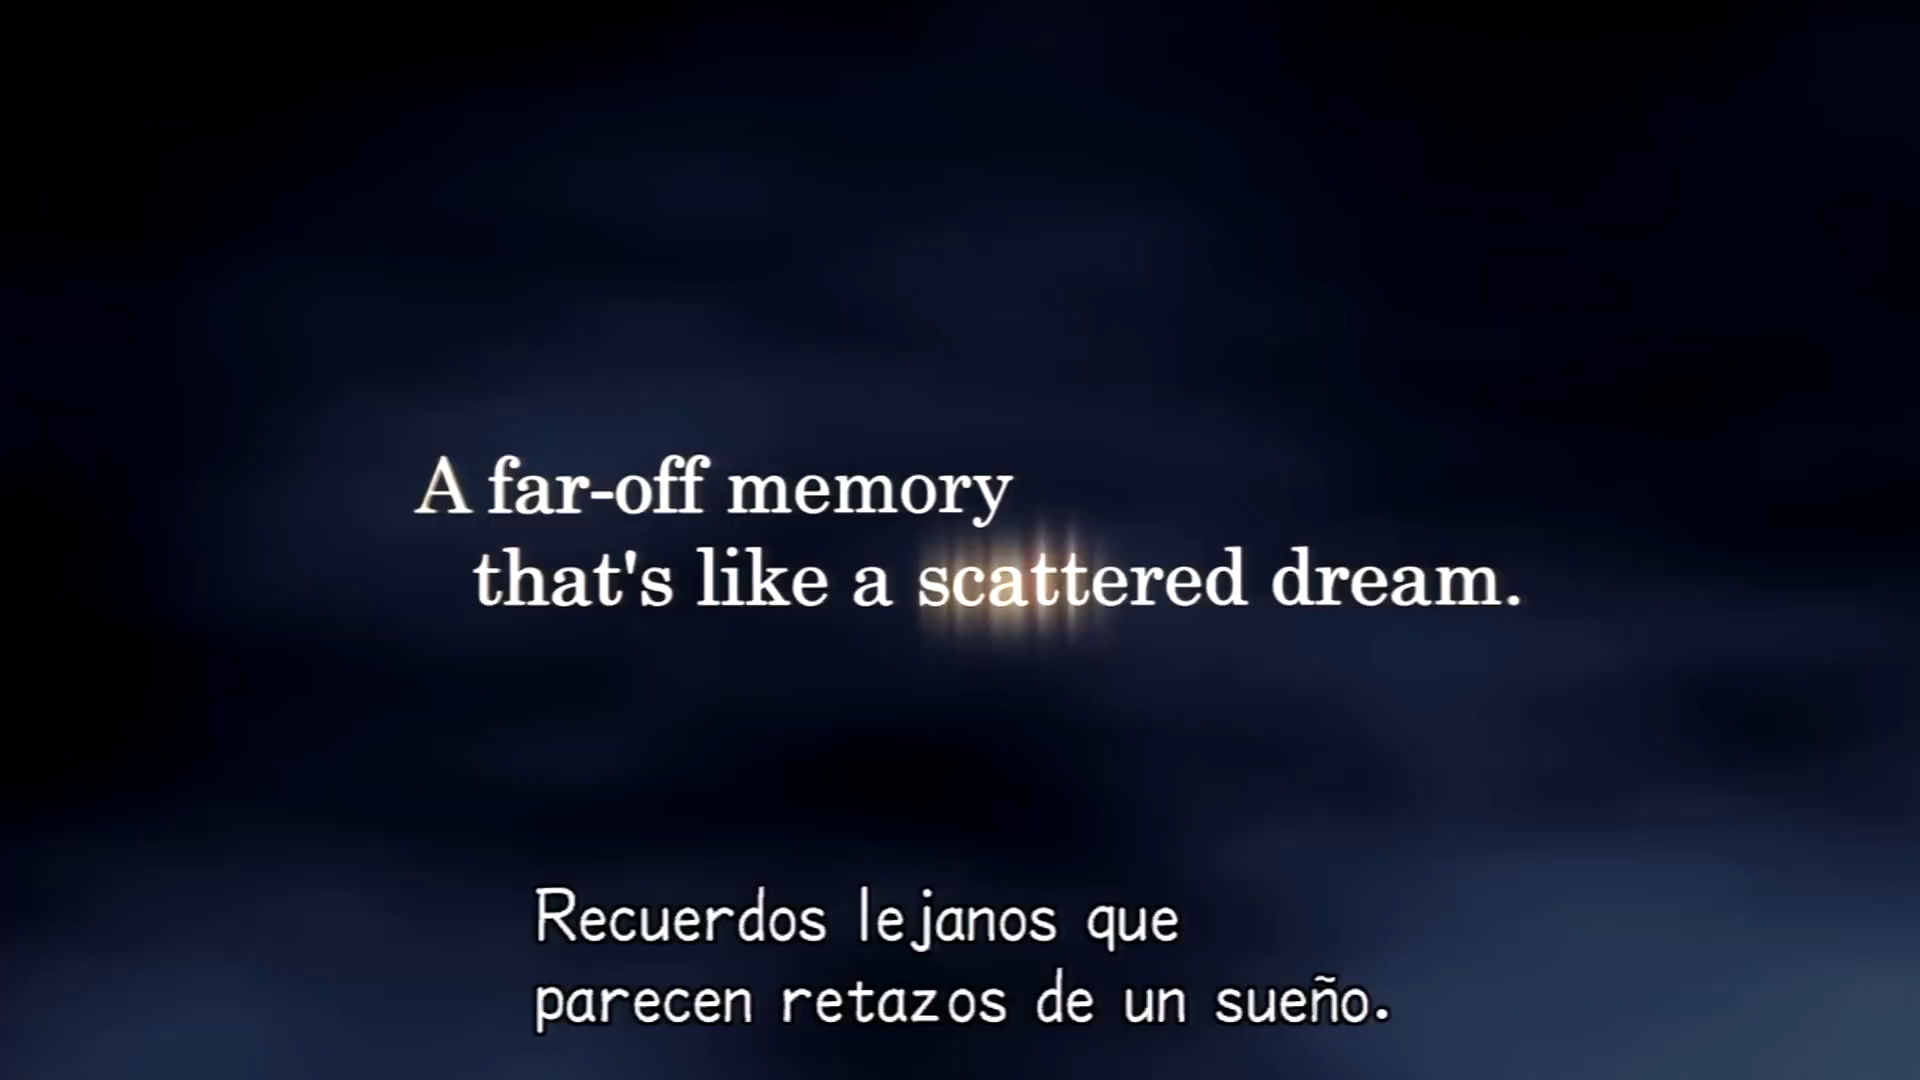 A far-off memory
that's like a scattered dream.
Recuerdos lejanos que
parecen retazos de un sueño.